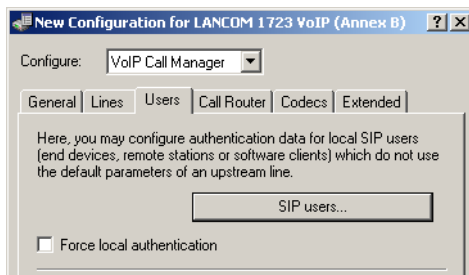 New Configuration for LANCOM 1723 VoIP (Annex B)
Configure: VoIP Call Manager
General Lines Users Call Router Codecs Extended
Here, you may configure authentication data for local SIP users
(end devices, remote stations or software clients) which do not use
the default parameters of an upstream line.
SIP users...
Force local authentication